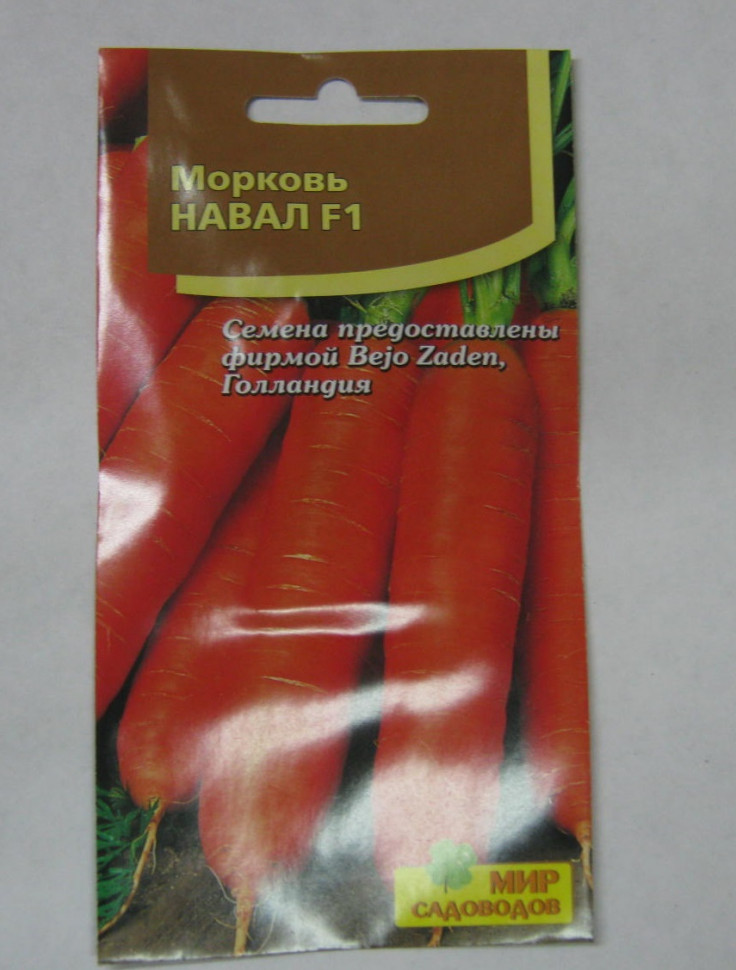 Морковь
НАВАЛ F1
Семена предоставлены
фирмой Bejo Zaden,
Голландия
МИР
САДОВОДОВ